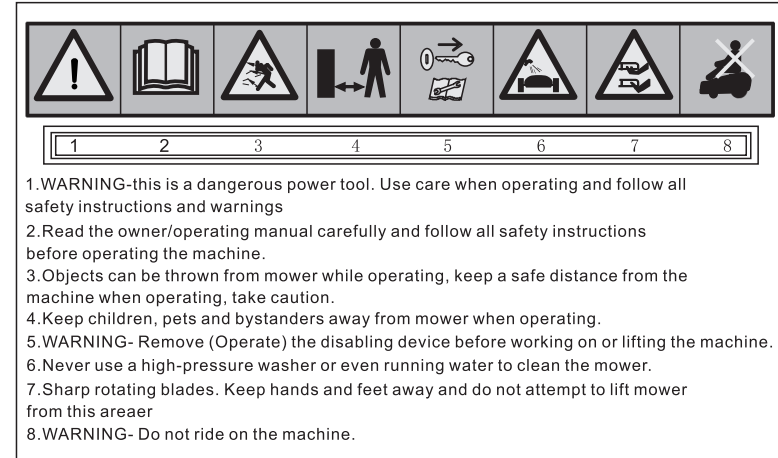 1 2 3 4 5 6 7 8
1.WARNING-this is a dangerous power tool. Use care when operating and follow all
safety instructions and warnings
2.Read the owner/operating manual carefully and follow all safety instructions
before operating the machine.
3.Objects can be thrown from mower while operating, keep a safe distance from the
machine when operating, take caution.
4.Keep children, pets and bystanders away from mower when operating.
5.WARNING- Remove (Operate) the disabling device before working on or lifting the machine.
6.Never use a high-pressure washer or even running water to clean the mower.
7.Sharp rotating blades. Keep hands and feet away and do not attempt to lift mower
from this areaer
8.WARNING- Do not ride on the machine.